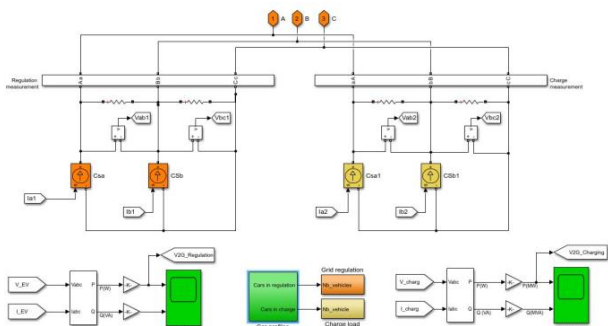 1 A 2 B 3 C
Regulation
measurement
A a
B b
C c
a A
b B
c C
Charge
measurement
Vab1
Vbc1
Vab2
Vbc2
Csa
CSb
Csa1
CSb1
Ia1
Ib1
Ia2
Ib2
V2G_Regulation
V_EV
Vabc
P
P(W)
-K-
I_EV
Iabc
Q
Q(VA)
-K-
Cars in regulation
Cars in charge
Grid regulation
Nb_vehicles
Nb_vehicle
Charge load
V2G_Charging
V_charg
Vabc
P
P(W)
-K-
P(MW)
I_charg
Iabc
Q
Q (VA)
-K-
Q(MVA)